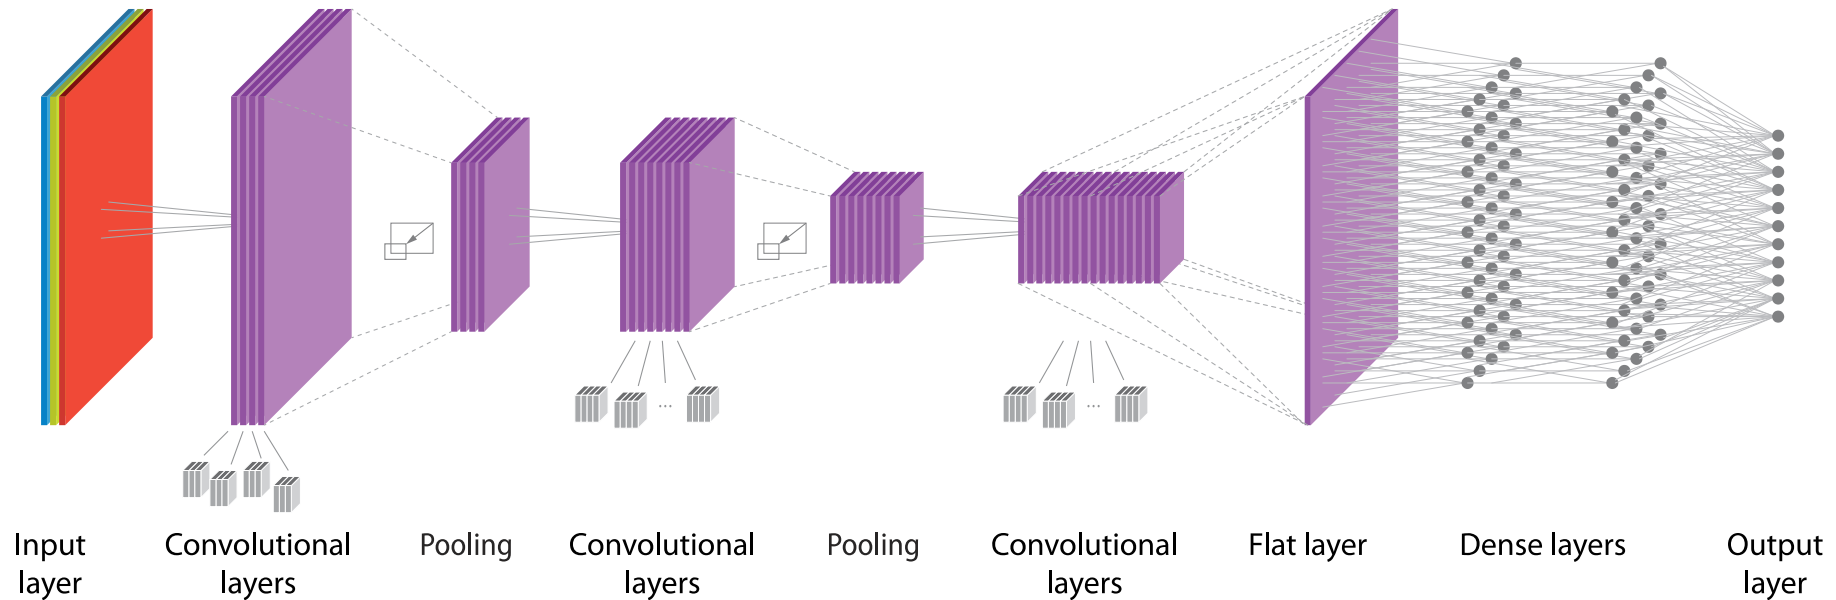 Input
layer
Convolutional
layers
Pooling
Convolutional
layers
Pooling
Convolutional
layers
Flat layer
Dense layers
Output
layer